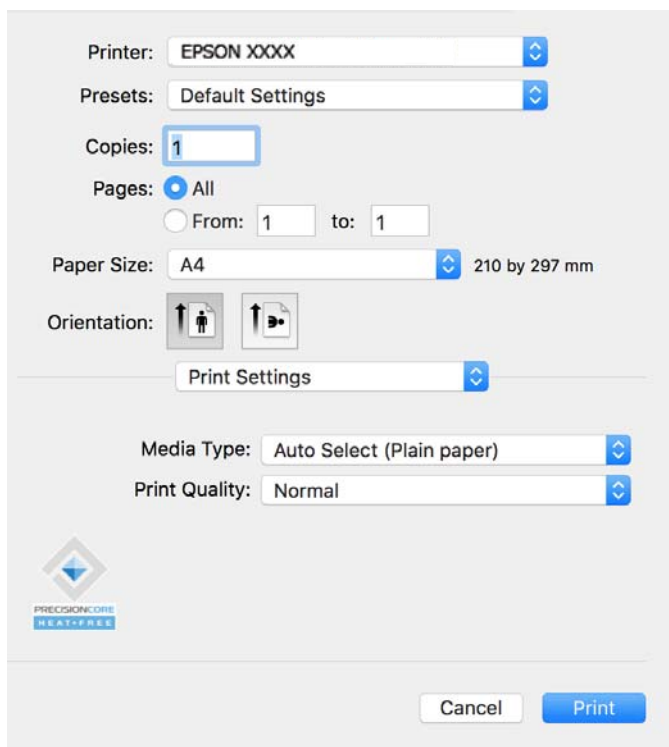 Printer: EPSON XXXX
Presets: Default Settings
Copies: 1
Pages: All
From: 1 to: 1
Paper Size: A4 210 by 297 mm
Orientation:
Print Settings
Media Type: Auto Select (Plain paper)
Print Quality: Normal
PRECISIONCORE
HEAT-FREE
Cancel Print